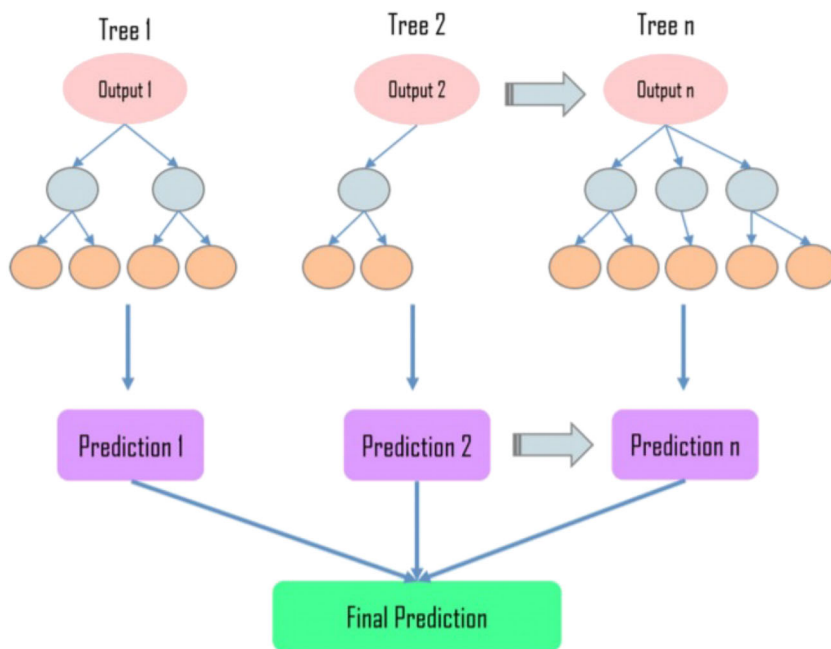 Tree 1
Tree 2
Tree n
Output 1
Output 2
Output n
Prediction 1
Prediction 2
Prediction n
Final Prediction